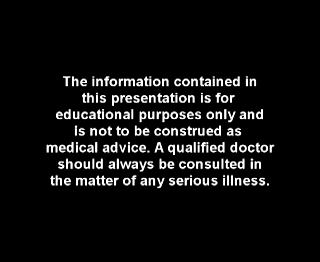 The information contained in
this presentation is for
educational purposes only and
is not to be construed as
medical advice. A qualified doctor
should always be consulted in
the matter of any serious illness.